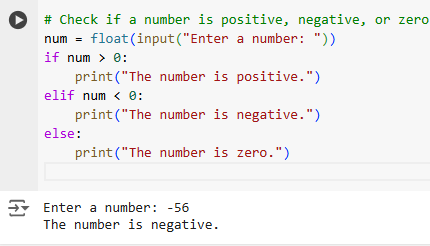 # Check if a number is positive, negative, or zero
num = float(input("Enter a number: "))
if num > 0:
    print("The number is positive.")
elif num < 0:
    print("The number is negative.")
else:
    print("The number is zero.")
Enter a number: -56
The number is negative.